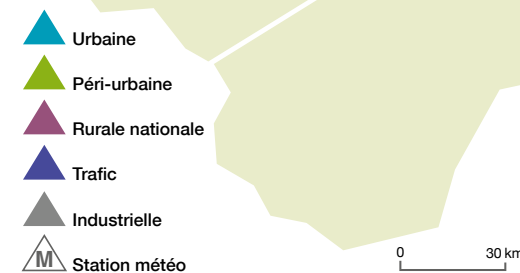 Urbaine
Péri-urbaine
Rurale nationale
Trafic
Industrielle
M Station météo
0 30 km